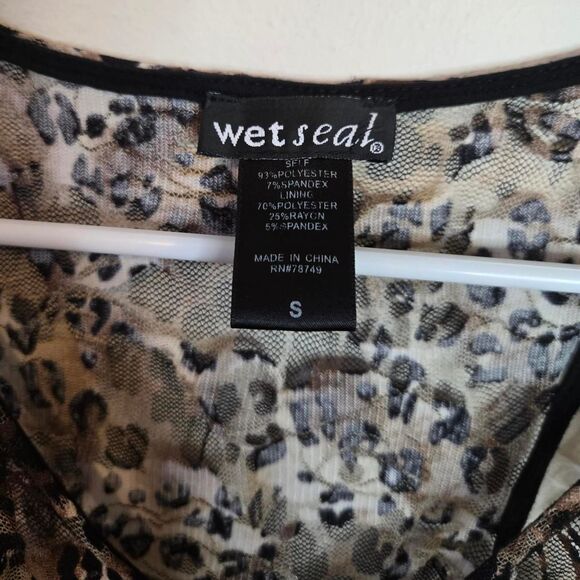 wet seal®
SELF
93%POLYESTER
7%SPANDEX
LINING
70%POLYESTER
25%RAYON
5%SPANDEX
MADE IN CHINA
RN#78749
S